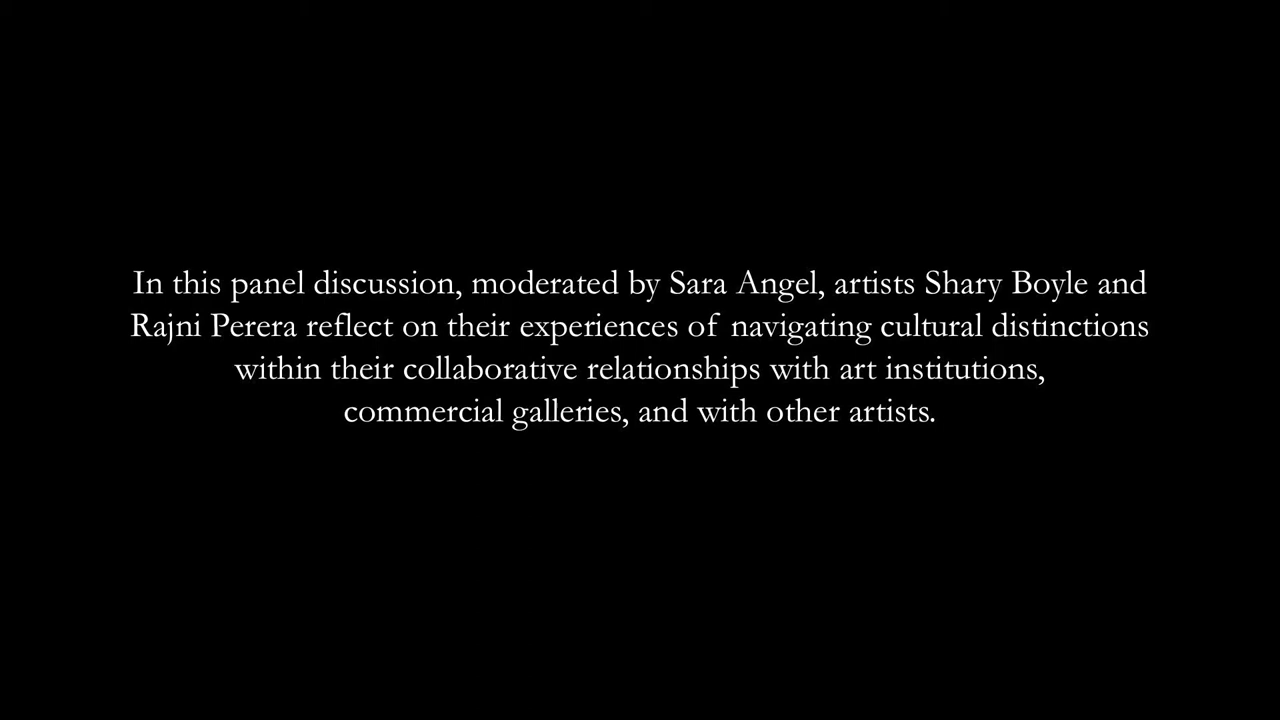 In this panel discussion, moderated by Sara Angel, artists Shary Boyle and
Rajni Perera reflect on their experiences of navigating cultural distinctions
within their collaborative relationships with art institutions,
commercial galleries, and with other artists.